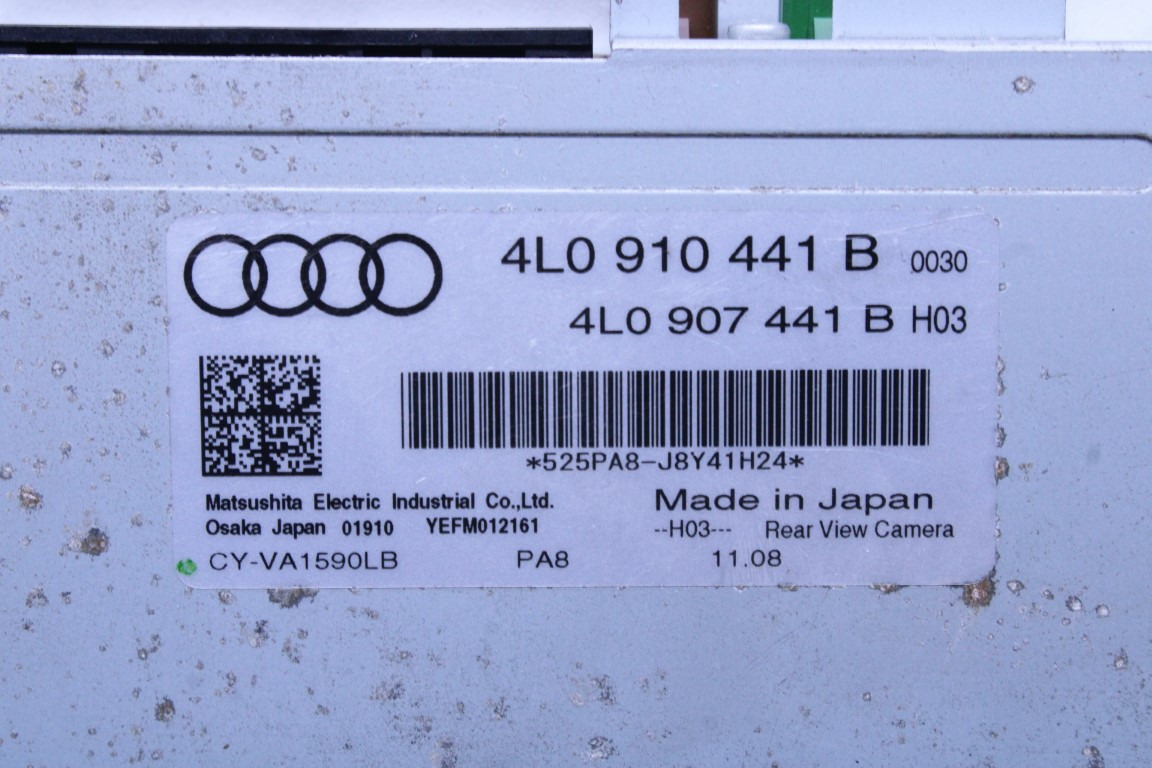 4L0 910 441 B 0030
4L0 907 441 B H03
*525PA8-J8Y41H24*
Matsushita Electric Industrial Co.,Ltd.
Made in Japan
Osaka Japan 01910 YEFM012161
--H03--- Rear View Camera
CY-VA1590LB PA8 11.08